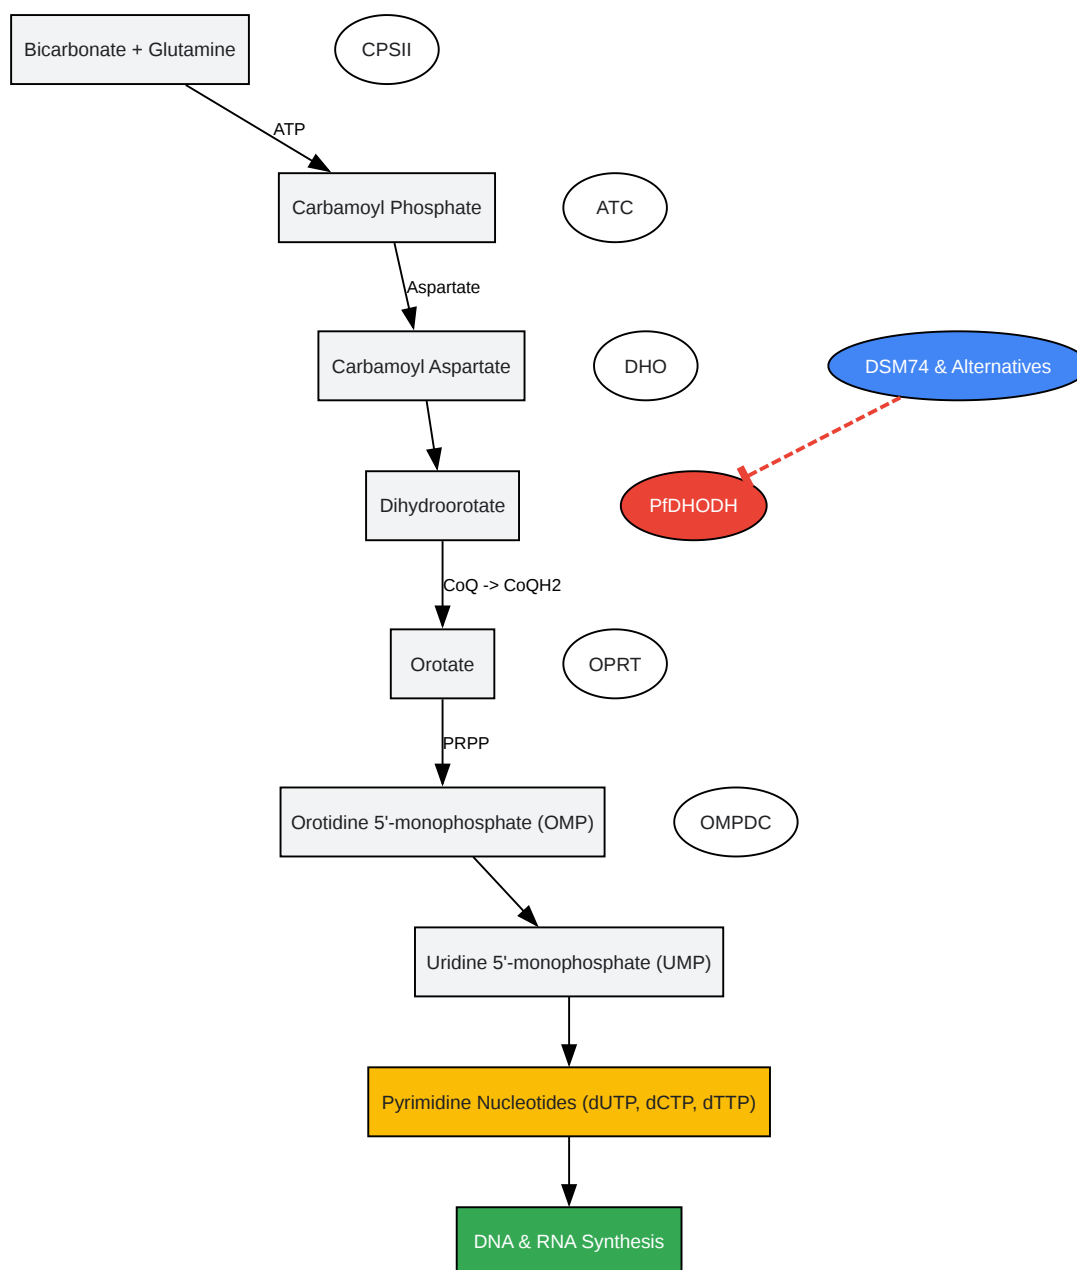 Bicarbonate + Glutamine
CPSII
ATP
Carbamoyl Phosphate
ATC
Aspartate
Carbamoyl Aspartate
DHO
DSM74 & Alternatives
Dihydroorotate
PfDHODH
CoQ -> CoQH2
Orotate
OPRT
PRPP
Orotidine 5'-monophosphate (OMP)
OMPDC
Uridine 5'-monophosphate (UMP)
Pyrimidine Nucleotides (dUTP, dCTP, dTTP)
DNA & RNA Synthesis